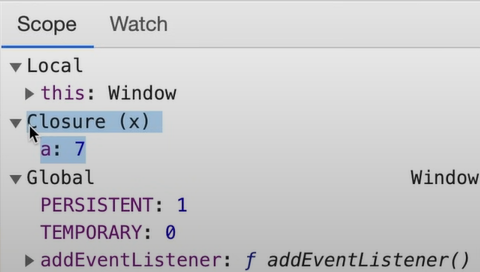 Scope Watch
Local
this: Window
Closure (x)
a: 7
Global Window
PERSISTENT: 1
TEMPORARY: 0
addEventListener: ƒ addEventListener()